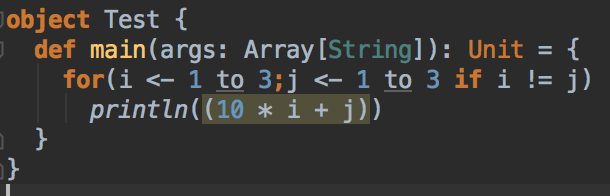 object Test {
def main(args: Array[String]): Unit = {
for(i <- 1 to 3;j <- 1 to 3 if i != j)
println((10 * i + j))
}
}